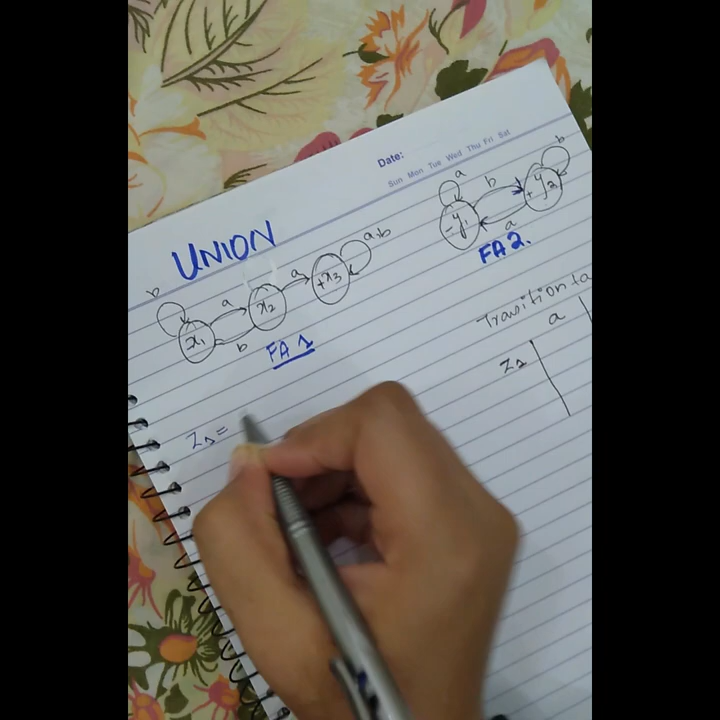 Date:
Sun Mon Tue Wed Thu Fri Sat
UNION
b
x1
a
b
x2
a
+x3
a,b
FA 1
a
-y1
b
a
+y2
b
FA 2.
Transition ta
a
Z1
Z1 =